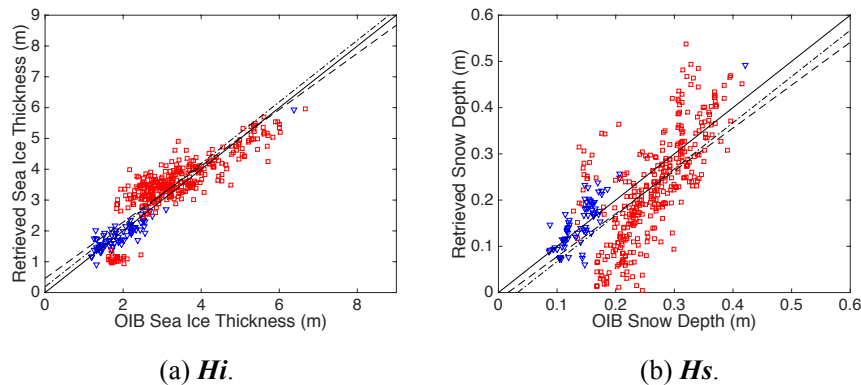 9
8
7
6
5
4
3
2
1
0
Retrieved Sea Ice Thickness (m)
0 2 4 6 8
OIB Sea Ice Thickness (m)
(a) Hi.
0.6
0.5
0.4
0.3
0.2
0.1
0
Retrieved Snow Depth (m)
0 0.1 0.2 0.3 0.4 0.5 0.6
OIB Snow Depth (m)
(b) Hs.